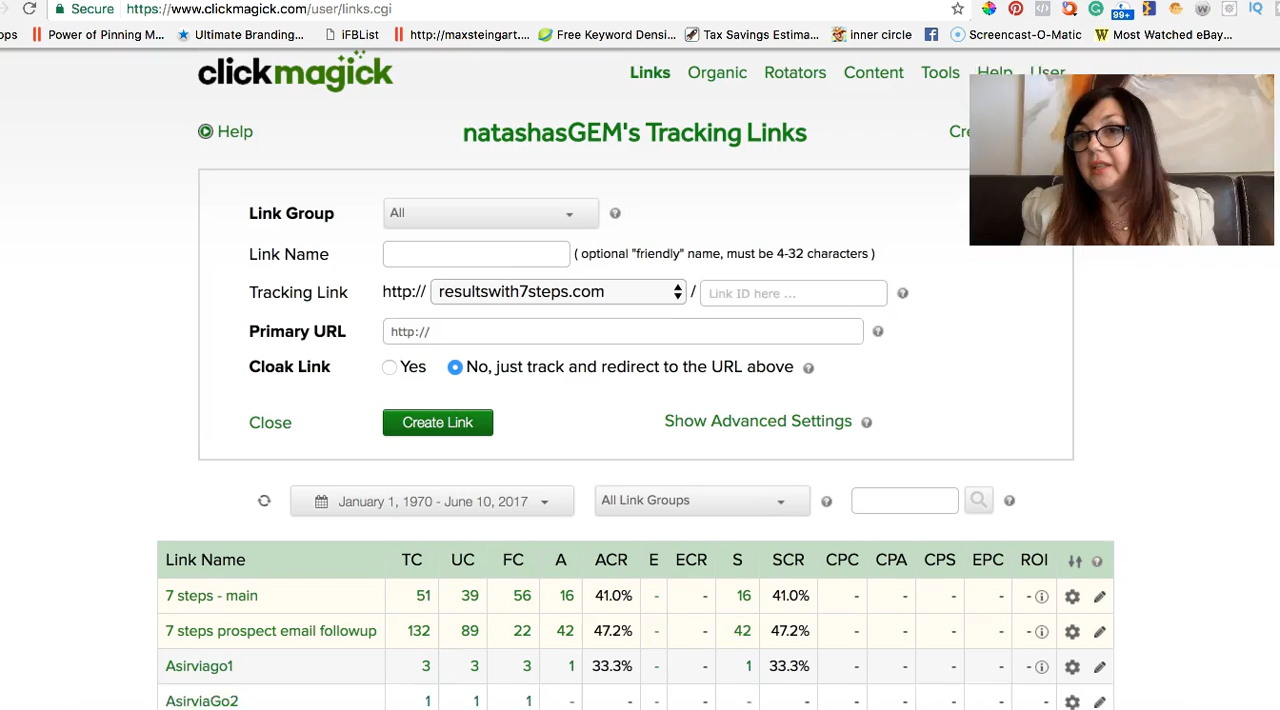 Secure https://www.clickmagick.com/user/links.cgi
99+
ops Power of Pinning M... Ultimate Branding... iFBList http://maxsteingart.... Free Keyword Densi... Tax Savings Estima... inner circle Screencast-O-Matic Most Watched eBay...
clickmagick
Links Organic Rotators Content Tools Help User
Help natashasGEM's Tracking Links Cre
Link Group All
Link Name ( optional "friendly" name, must be 4-32 characters )
Tracking Link http:// resultswith7steps.com / Link ID here ...
Primary URL http://
Cloak Link Yes No, just track and redirect to the URL above
Close Create Link Show Advanced Settings
January 1, 1970 - June 10, 2017 All Link Groups
Link Name TC UC FC A ACR E ECR S SCR CPC CPA CPS EPC ROI
7 steps - main 51 39 56 16 41.0% - - 16 41.0% - - - - -
7 steps prospect email followup 132 89 22 42 47.2% - - 42 47.2% - - - - -
Asirviago1 3 3 3 1 33.3% - - 1 33.3% - - - - -
AsirviaGo2 1 1 1 - - - - - - - - - - -